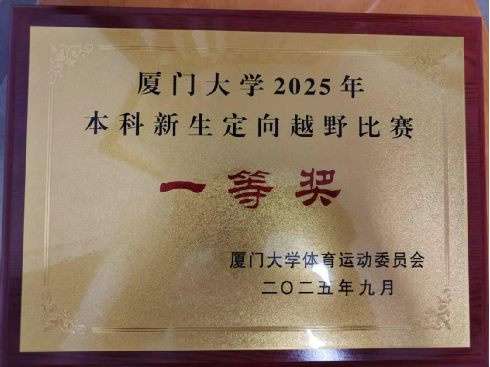 厦门大学2025年
本科新生定向越野比赛
一等奖
厦门大学体育运动委员会
二〇二五年九月